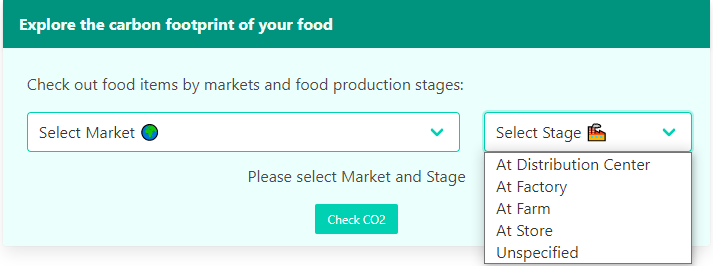 Explore the carbon footprint of your food
Check out food items by markets and food production stages:
Select Market 🌍
Select Stage 🏭
At Distribution Center
At Factory
At Farm
At Store
Unspecified
Please select Market and Stage
Check CO2